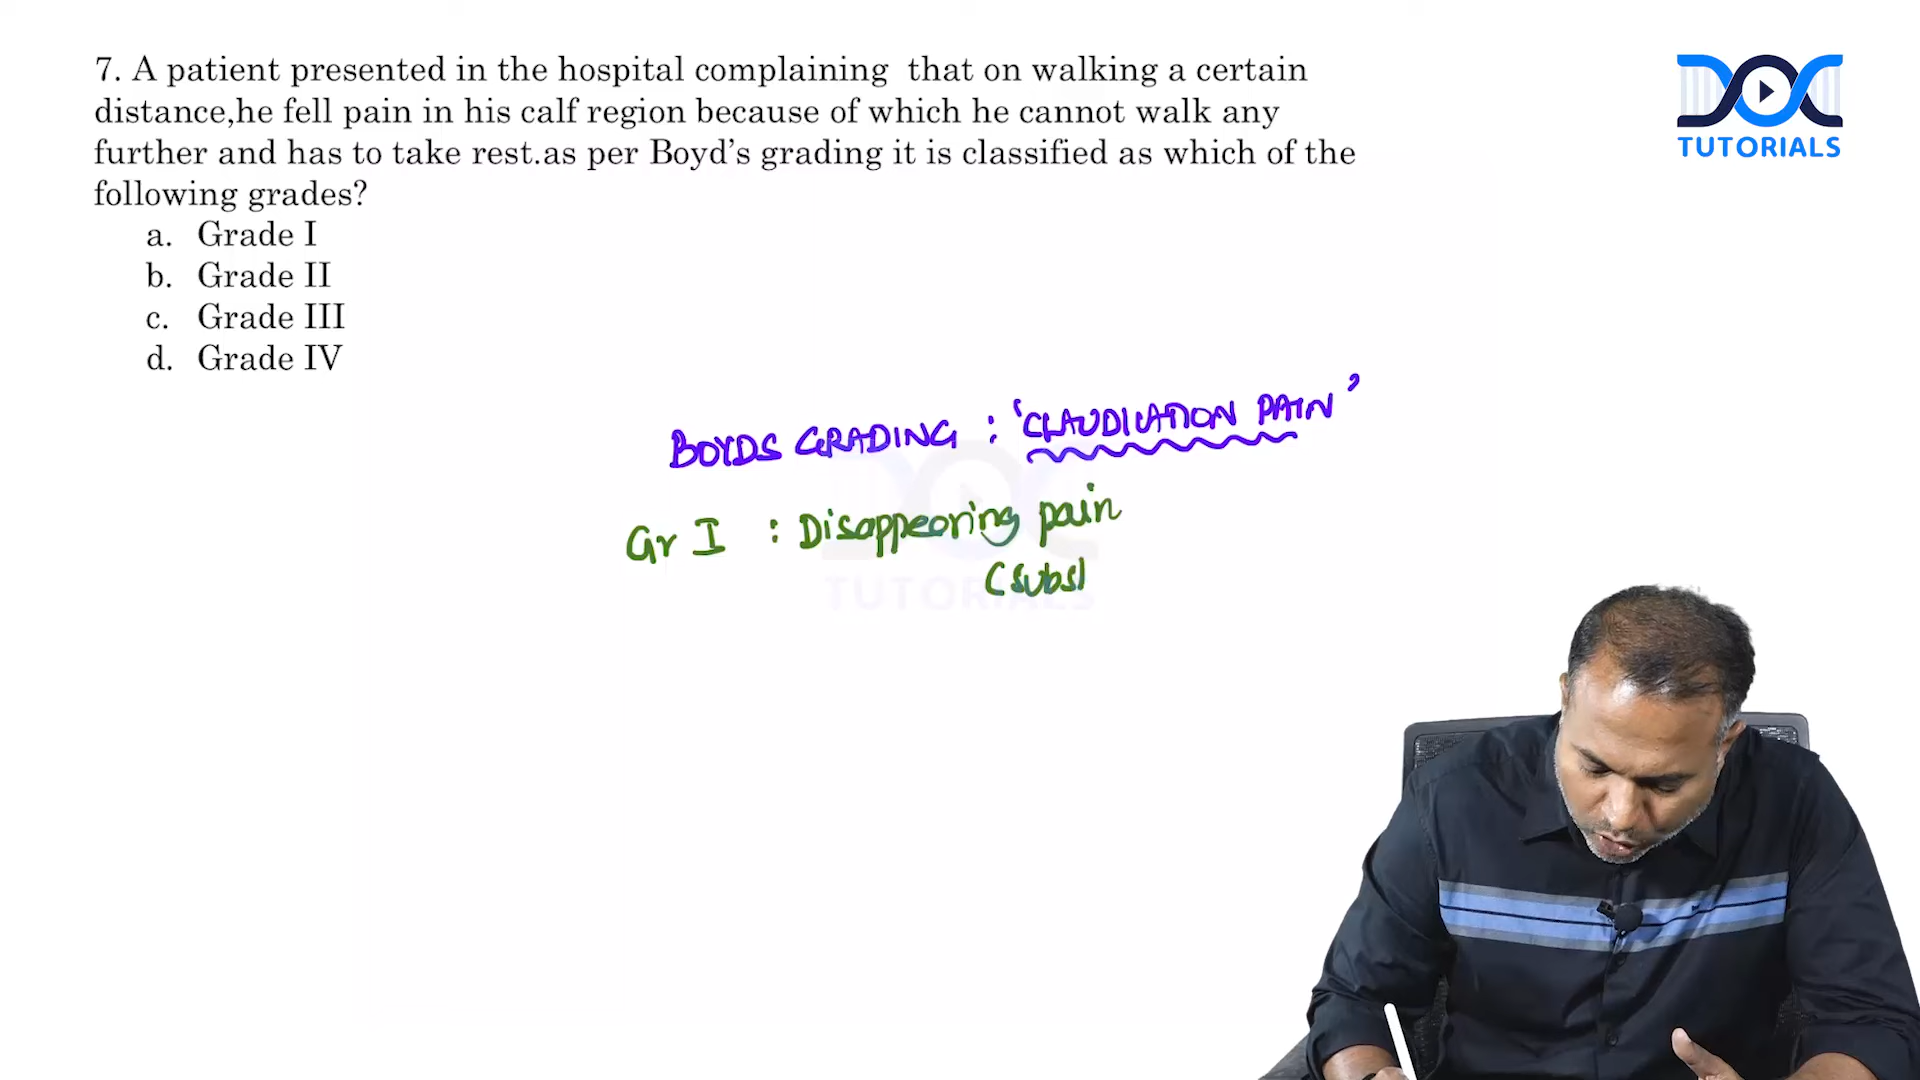 7. A patient presented in the hospital complaining that on walking a certain
distance,he fell pain in his calf region because of which he cannot walk any
further and has to take rest.as per Boyd's grading it is classified as which of the
following grades?
a. Grade I
b. Grade II
c. Grade III
d. Grade IV
TUTORIALS
BOYDS GRADING : 'CLAUDICATION PAIN'
Gr I : Disappearing pain
(subs)
TUTORIALS